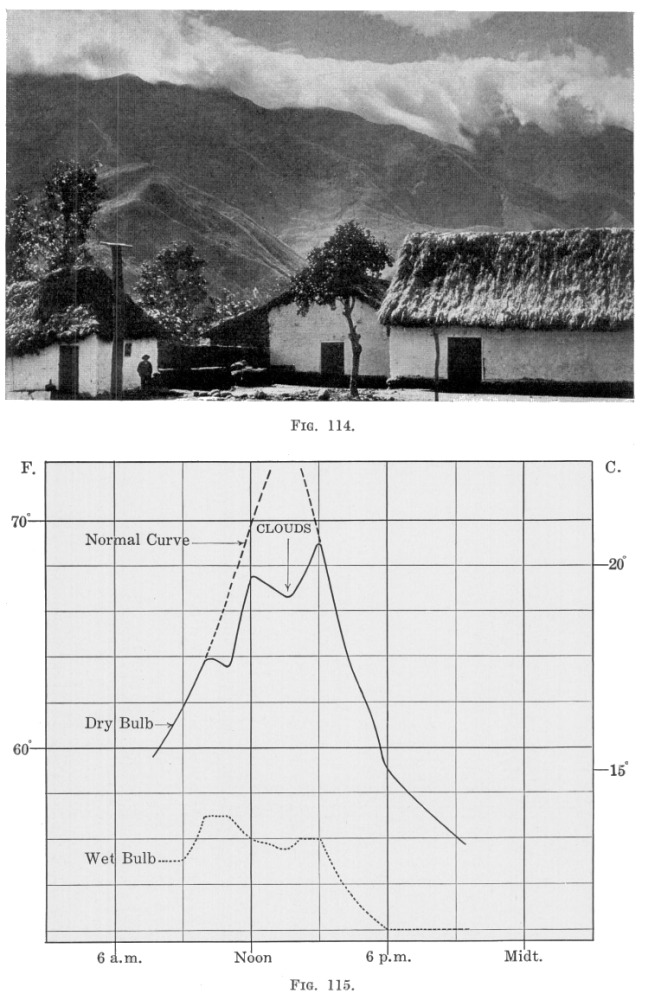 FIG. 114.
F.
C.
70°
CLOUDS
Normal Curve
20°
Dry Bulb
60°
15°
Wet Bulb
6 a.m. Noon 6 p.m. Midt.
FIG. 115.